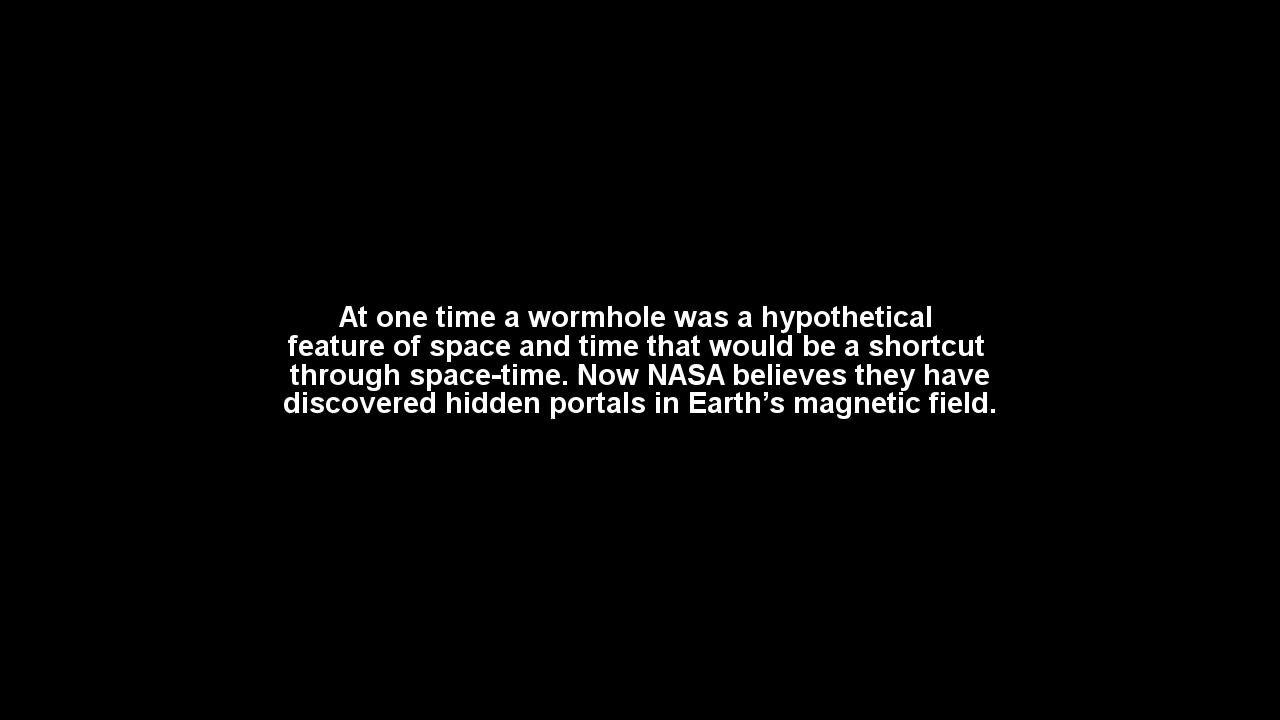 At one time a wormhole was a hypothetical
feature of space and time that would be a shortcut
through space-time. Now NASA believes they have
discovered hidden portals in Earth’s magnetic field.